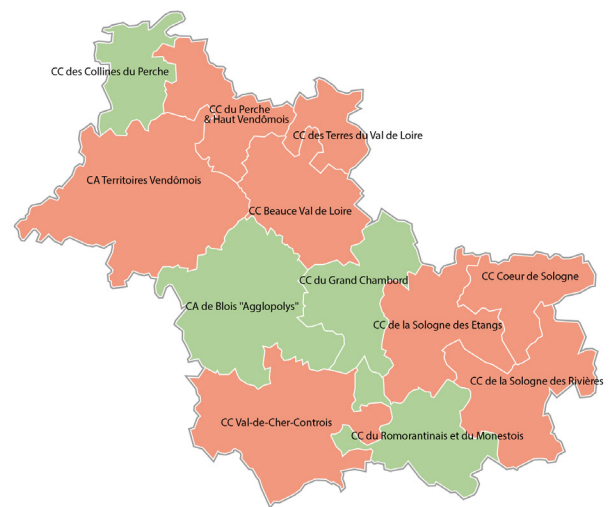 CC des Collines du Perche
CC du Perche
& Haut Vendômois
CC des Terres du Val de Loire
CA Territoires Vendômois
CC Beauce Val de Loire
CC du Grand Chambord
CC Coeur de Sologne
CA de Blois "Agglopolys"
CC de la Sologne des Etangs
CC de la Sologne des Rivières
CC Val-de-Cher-Controis
CC du Romorantinais et du Monestois